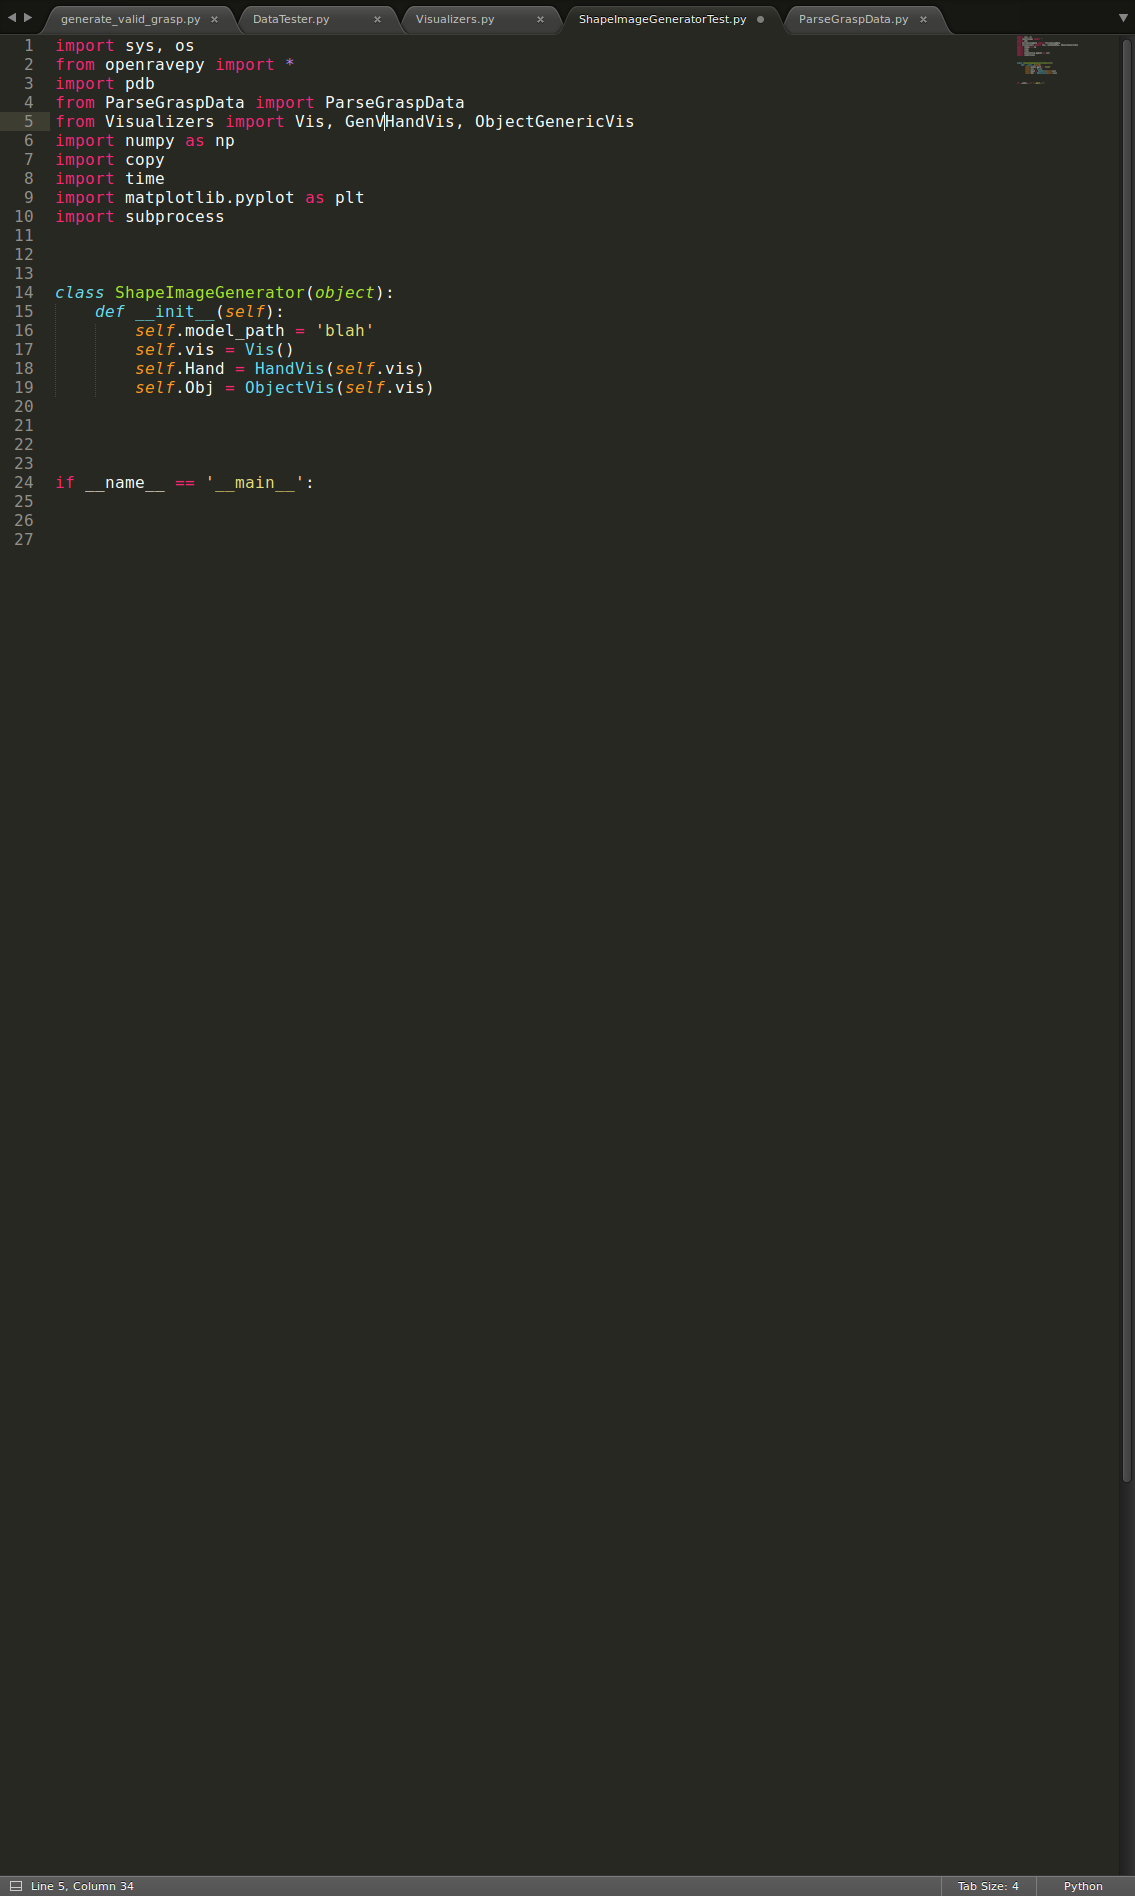 generate_valid_grasp.py × DataTester.py × Visualizers.py × ShapeImageGeneratorTest.py ParseGraspData.py ×
1 import sys, os
2 from openravepy import *
3 import pdb
4 from ParseGraspData import ParseGraspData
5 from Visualizers import Vis, GenVHandVis, ObjectGenericVis
6 import numpy as np
7 import copy
8 import time
9 import matplotlib.pyplot as plt
10 import subprocess
11
12
13
14 class ShapeImageGenerator(object):
15     def __init__(self):
16         self.model_path = 'blah'
17         self.vis = Vis()
18         self.Hand = HandVis(self.vis)
19         self.Obj = ObjectVis(self.vis)
20
21
22
23
24 if __name__ == '__main__':
25
26
27
Line 5, Column 34 Tab Size: 4 Python